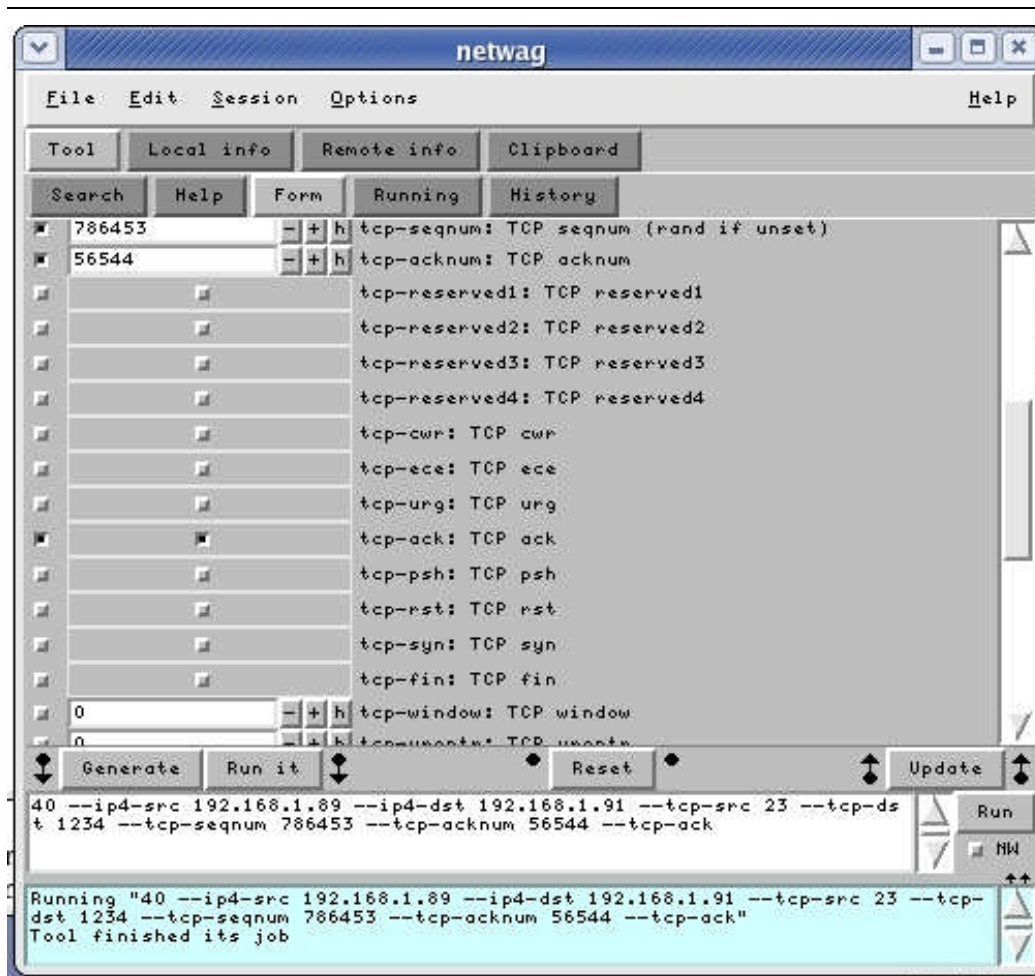 netwag
File Edit Session Options Help
Tool Local info Remote info Clipboard
Search Help Form Running History
786453 - + h tcp-seqnum: TCP seqnum (rand if unset)
56544 - + h tcp-acknum: TCP acknum
tcp-reserved1: TCP reserved1
tcp-reserved2: TCP reserved2
tcp-reserved3: TCP reserved3
tcp-reserved4: TCP reserved4
tcp-cwr: TCP cwr
tcp-ece: TCP ece
tcp-urg: TCP urg
tcp-ack: TCP ack
tcp-psh: TCP psh
tcp-rst: TCP rst
tcp-syn: TCP syn
tcp-fin: TCP fin
0 - + h tcp-window: TCP window
0 - + h tcp-urgptr: TCP urgptr
Generate Run it Reset Update
40 --ip4-src 192.168.1.89 --ip4-dst 192.168.1.91 --tcp-src 23 --tcp-ds
t 1234 --tcp-seqnum 786453 --tcp-acknum 56544 --tcp-ack
Run
NW
Running "40 --ip4-src 192.168.1.89 --ip4-dst 192.168.1.91 --tcp-src 23 --tcp-
dst 1234 --tcp-seqnum 786453 --tcp-acknum 56544 --tcp-ack"
Tool finished its job